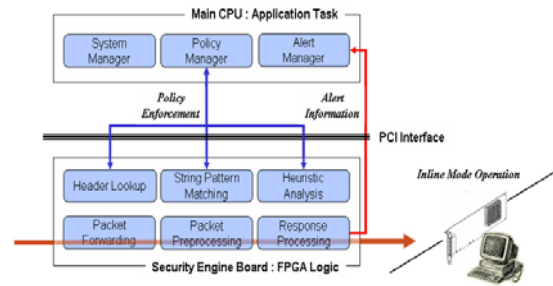 Main CPU : Application Task
System
Manager
Policy
Manager
Alert
Manager
Policy
Enforcement
Alert
Information
PCI Interface
Header Lookup
String Pattern
Matching
Heuristic
Analysis
Inline Mode Operation
Packet
Forwarding
Packet
Preprocessing
Response
Processing
Security Engine Board : FPGA Logic